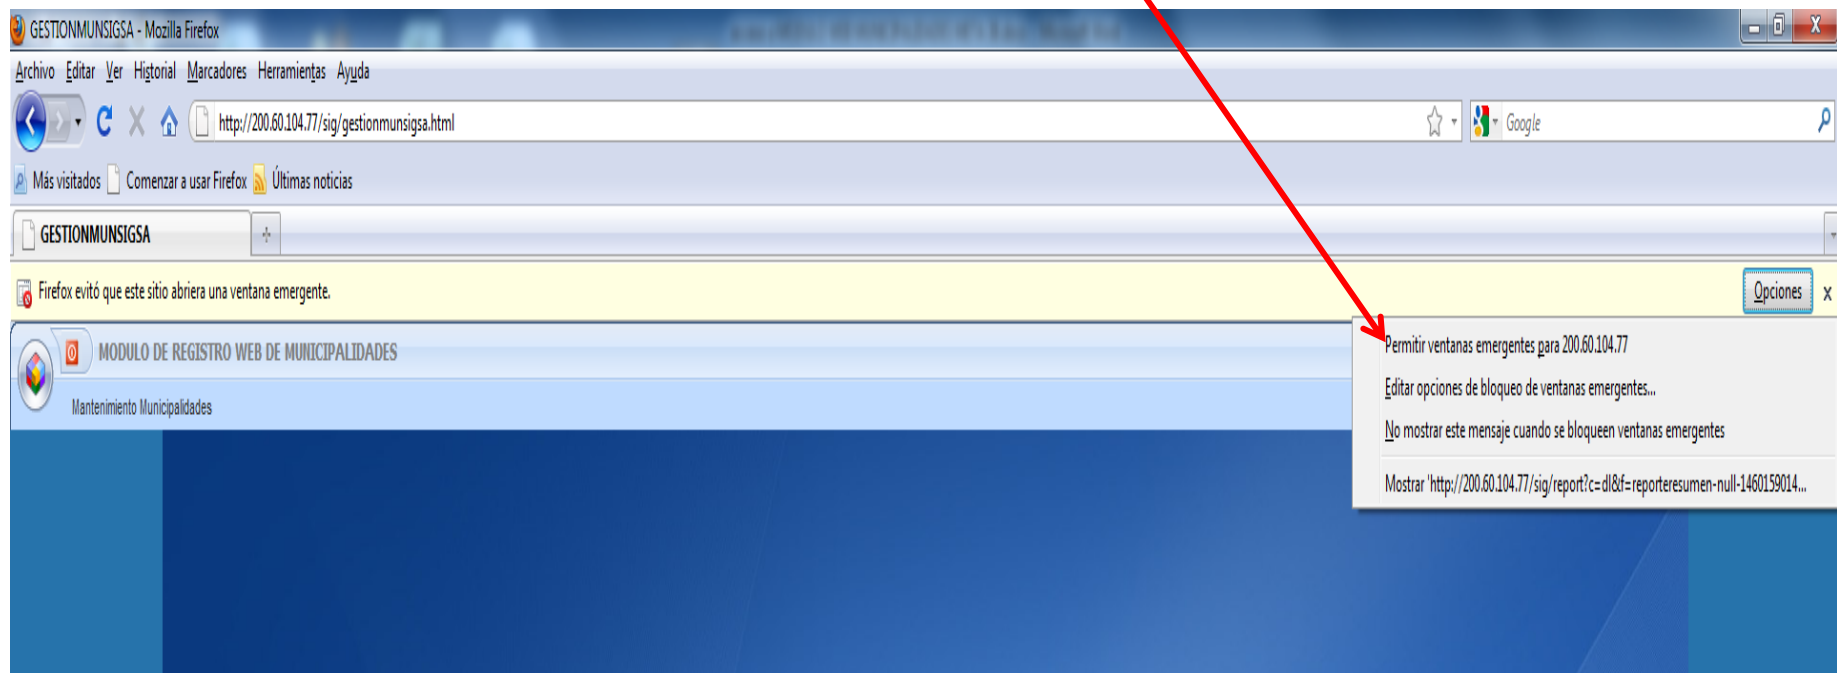 GESTIONMUNSIGSA - Mozilla Firefox
Archivo Editar Ver Historial Marcadores Herramientas Ayuda
http://200.60.104.77/sig/gestionmunsigsa.html
Google
Más visitados Comenzar a usar Firefox Últimas noticias
GESTIONMUNSIGSA
Firefox evitó que este sitio abriera una ventana emergente.
Opciones
MODULO DE REGISTRO WEB DE MUNICIPALIDADES
Mantenimiento Municipalidades
Permitir ventanas emergentes para 200.60.104.77
Editar opciones de bloqueo de ventanas emergentes...
No mostrar este mensaje cuando se bloqueen ventanas emergentes
Mostrar 'http://200.60.104.77/sig/report?c=dl&f=reporteresumen-null-1460159014...